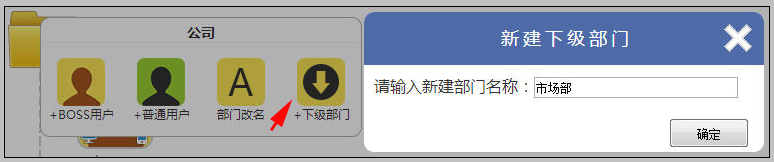 公司
+BOSS用户
+普通用户
A
部门改名
+下级部门
新建下级部门
请输入新建部门名称：市场部
确定